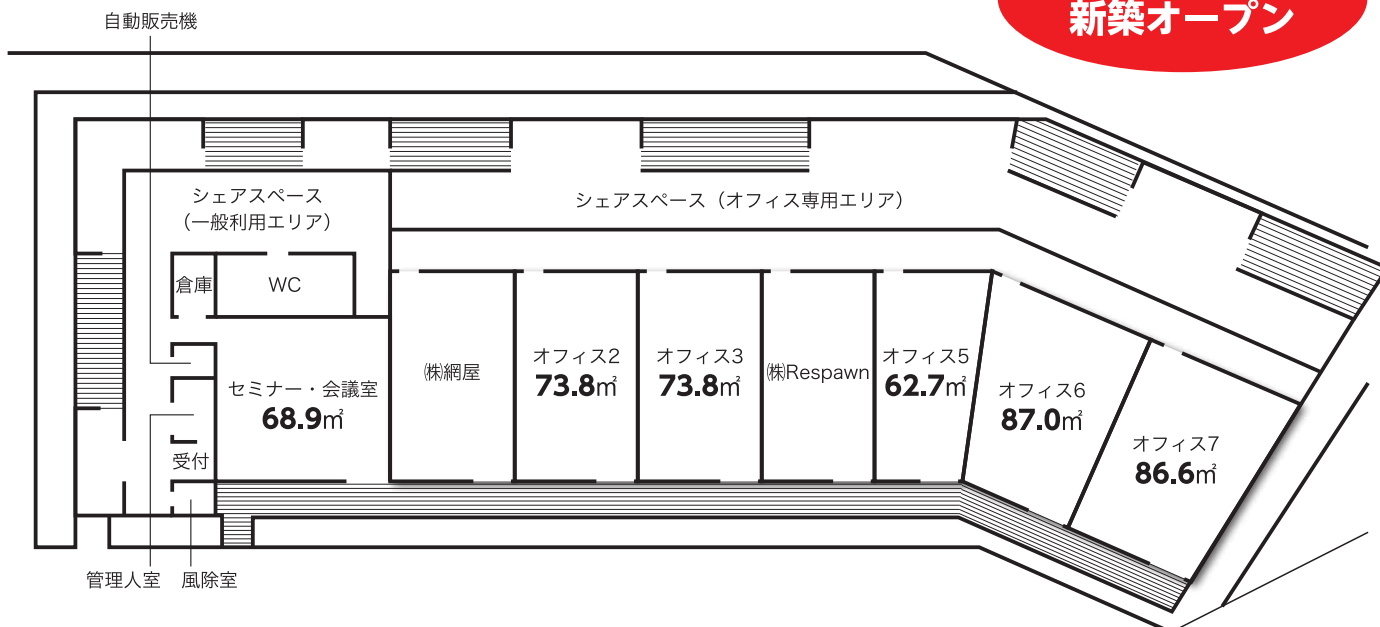 新築オープン
自動販売機
シェアスペース
(一般利用エリア)
シェアスペース（オフィス専用エリア）
倉庫
WC
セミナー・会議室
68.9㎡
㈱網屋
オフィス2
73.8㎡
オフィス3
73.8㎡
㈱Respawn
オフィス5
62.7㎡
オフィス6
87.0㎡
オフィス7
86.6㎡
受付
管理人室
風除室